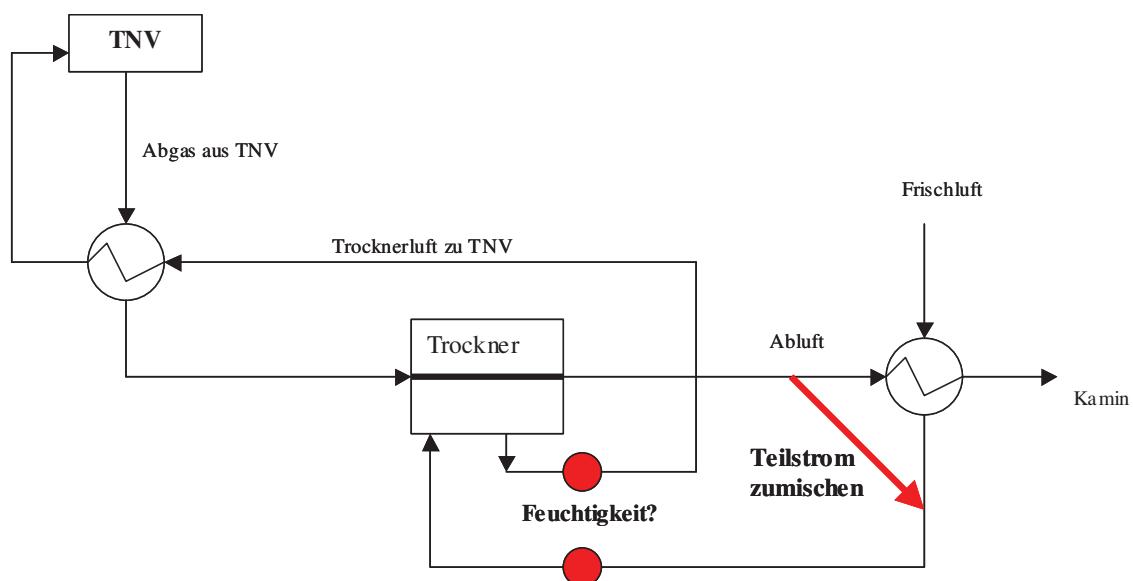 TNV
Abgas aus TNV
Frischluft
Trocknerluft zu TNV
Trockner
Abluft
Kamin
Teilstrom
zumischen
Feuchtigkeit?